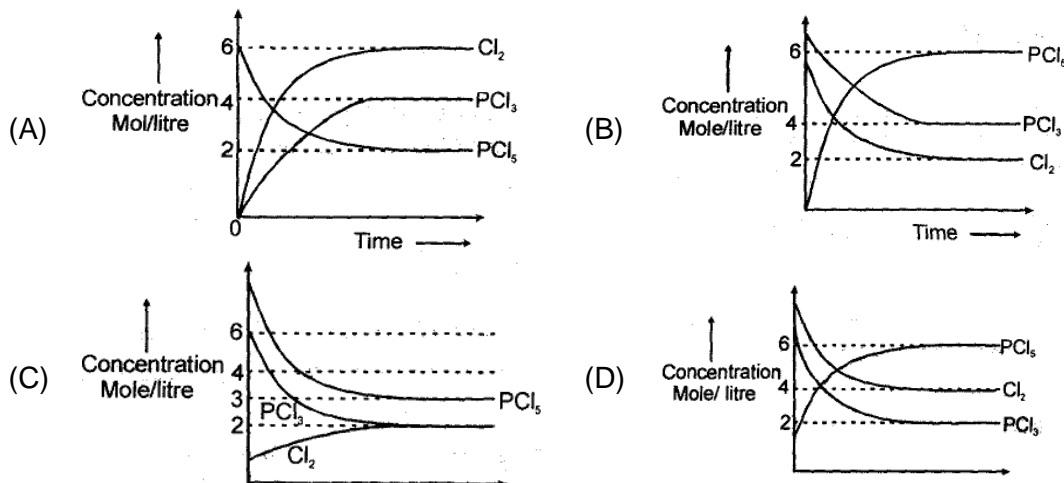 (A)
Concentration
Mol/litre
6
4
2
0
Cl₂
PCl₃
PCl₅
Time
(B)
Concentration
Mole/litre
6
4
2
PCl₅
PCl₃
Cl₂
Time
(C)
Concentration
Mole/litre
6
4
3
2
PCl₃
Cl₂
PCl₅
(D)
Concentration
Mole/ litre
6
4
2
PCl₅
Cl₂
PCl₃